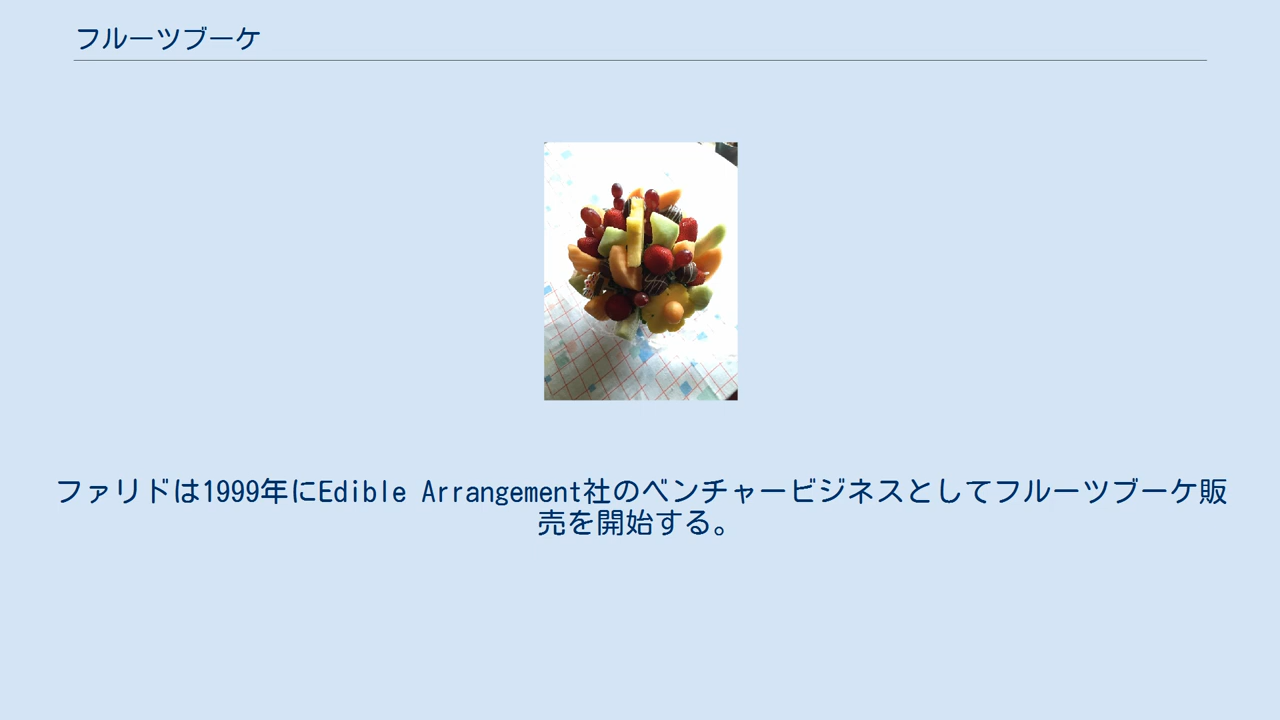 フルーツブーケ
ファリドは1999年にEdible Arrangement社のベンチャービジネスとしてフルーツブーケ販
売を開始する。